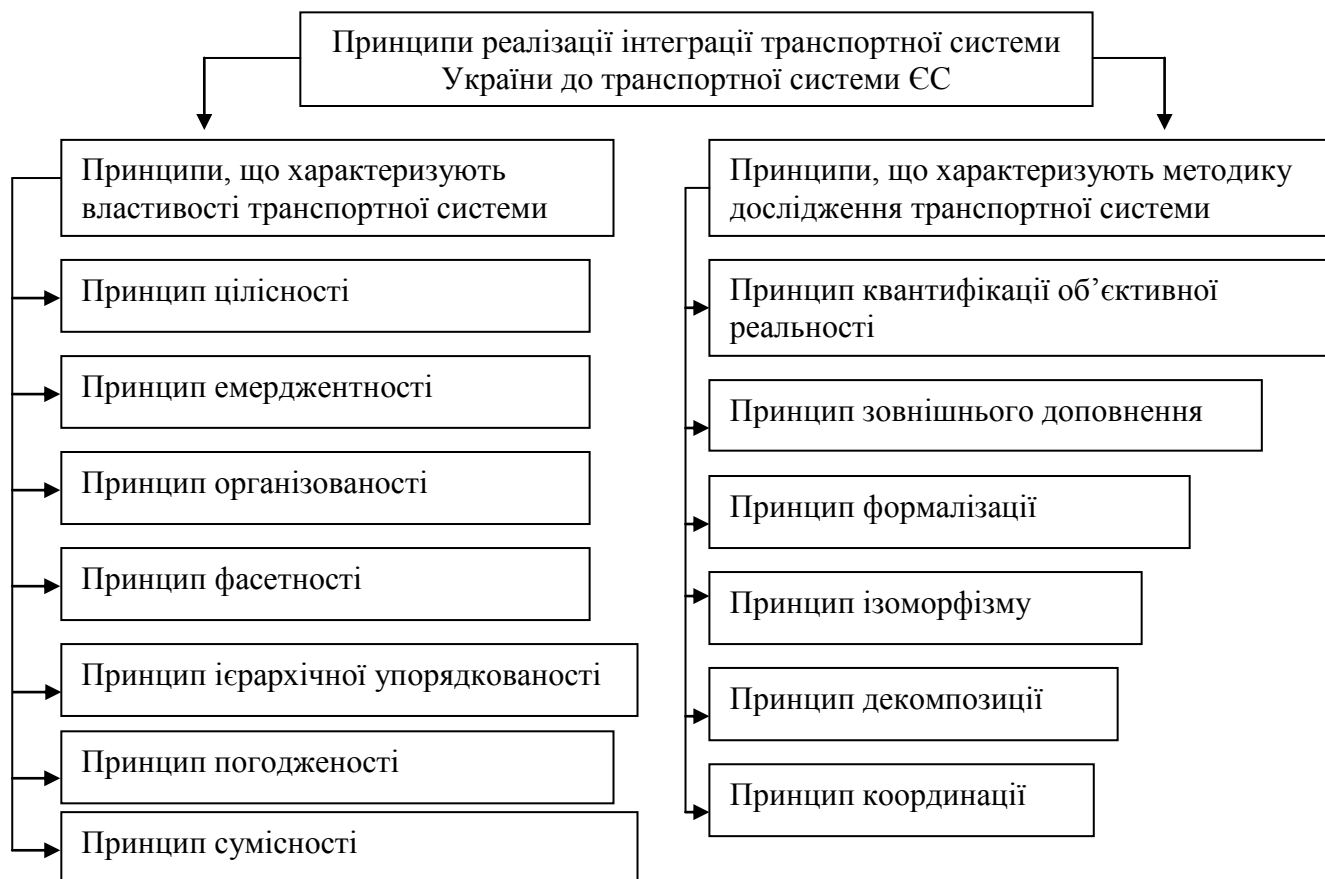 Принципи реалізації інтеграції транспортної системи
України до транспортної системи ЄС
Принципи, що характеризують
властивості транспортної системи
Принцип цілісності
Принцип емерджентності
Принцип організованості
Принцип фасетності
Принцип ієрархічної упорядкованості
Принцип погодженості
Принцип сумісності
Принципи, що характеризують методику
дослідження транспортної системи
Принцип квантифікації об’єктивної
реальності
Принцип зовнішнього доповнення
Принцип формалізації
Принцип ізоморфізму
Принцип декомпозиції
Принцип координації